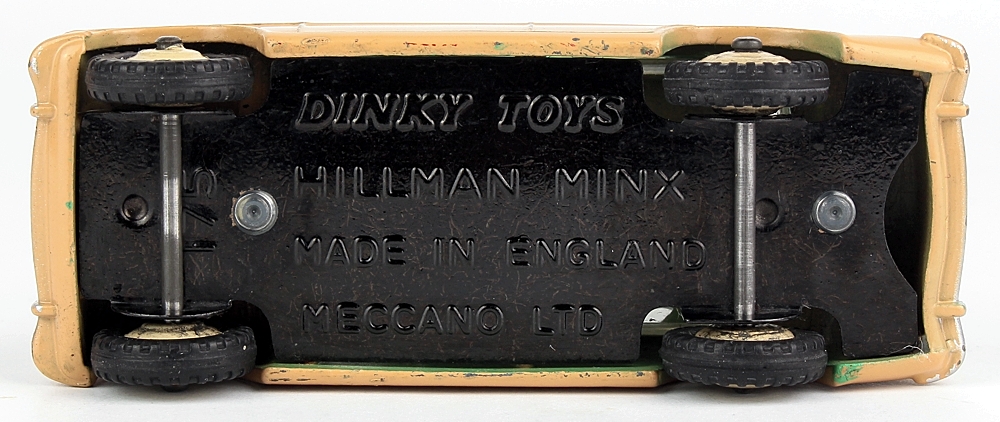 DINKY TOYS
HILLMAN MINX
MADE IN ENGLAND
MECCANO LTD
175